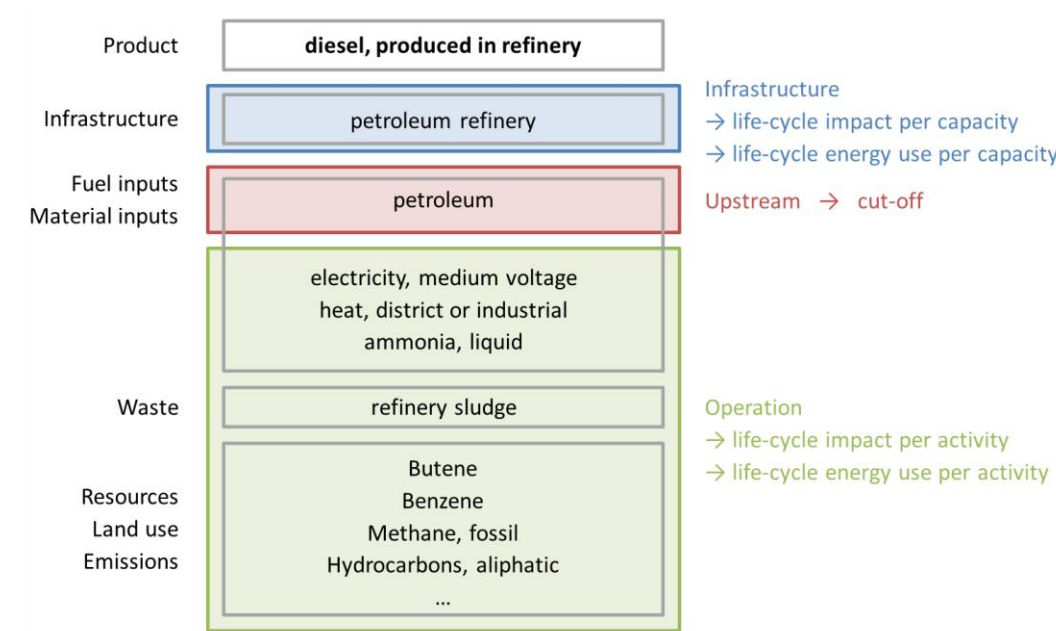 Product
diesel, produced in refinery
Infrastructure
petroleum refinery
Infrastructure
→ life-cycle impact per capacity
→ life-cycle energy use per capacity
Fuel inputs
Material inputs
petroleum
Upstream → cut-off
electricity, medium voltage
heat, district or industrial
ammonia, liquid
Waste
refinery sludge
Operation
→ life-cycle impact per activity
→ life-cycle energy use per activity
Resources
Land use
Emissions
Butene
Benzene
Methane, fossil
Hydrocarbons, aliphatic
...